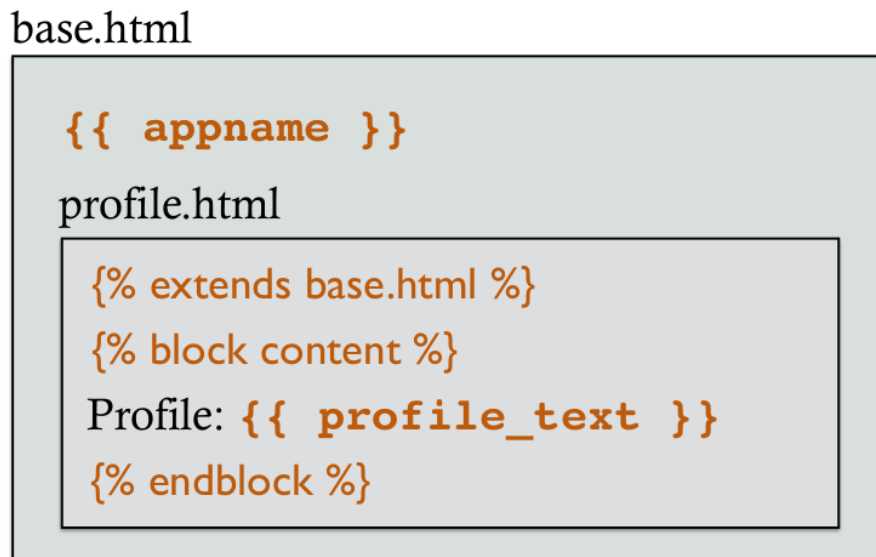 base.html
{{ appname }}
profile.html
{% extends base.html %}
{% block content %}
Profile: {{ profile_text }}
{% endblock %}